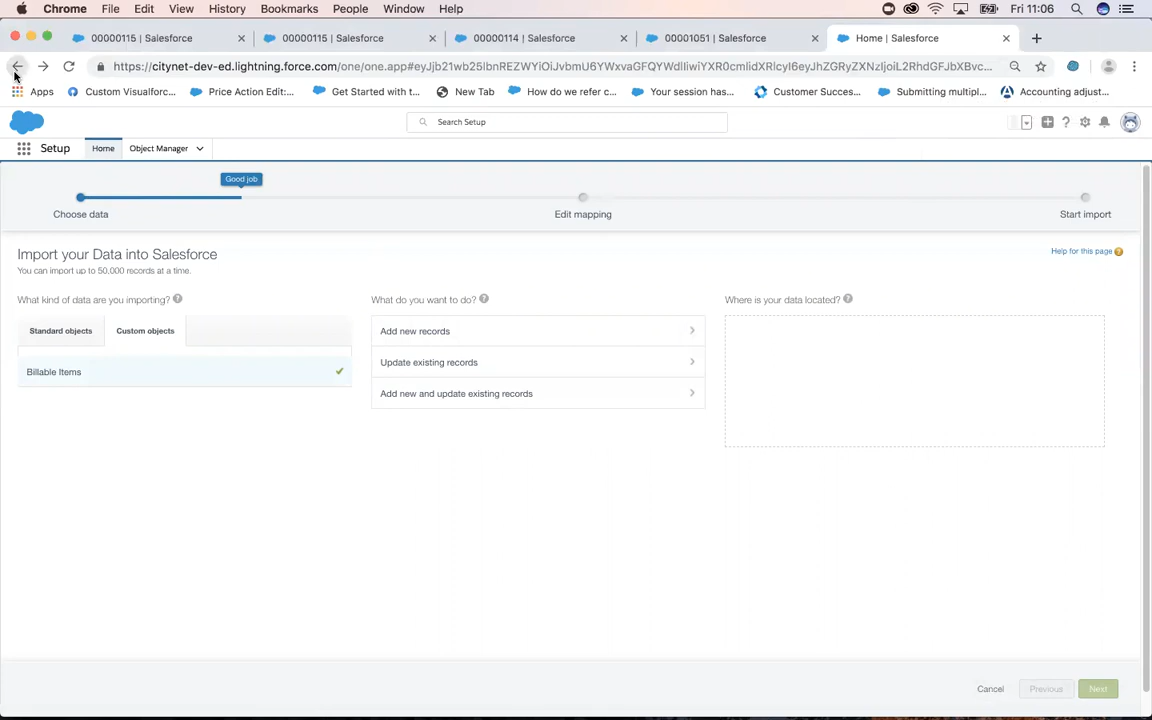 Chrome File Edit View History Bookmarks People Window Help Fri 11:06
00000115 | Salesforce 00000115 | Salesforce 00000114 | Salesforce 00001051 | Salesforce Home | Salesforce
https://citynet-dev-ed.lightning.force.com/one/one.app#eyJjb21wb25lbnREZWYiOiJvbmU6YWxvaGFQYWdlIiwiYXR0cmlidXRlcyI6eyJhZGRyZXNzIjoiL2RhdGFJbXBvc...
Apps Custom Visualforc... Price Action Edit:... Get Started with t... New Tab How do we refer c... Your session has... Customer Succes... Submitting multipl... Accounting adjust...
Search Setup
Setup Home Object Manager
Good job
Choose data Edit mapping Start import
Import your Data into Salesforce Help for this page
You can import up to 50,000 records at a time.
What kind of data are you importing? ? What do you want to do? ? Where is your data located? ?
Standard objects Custom objects Add new records
Update existing records
Billable Items
Add new and update existing records
Cancel Previous Next